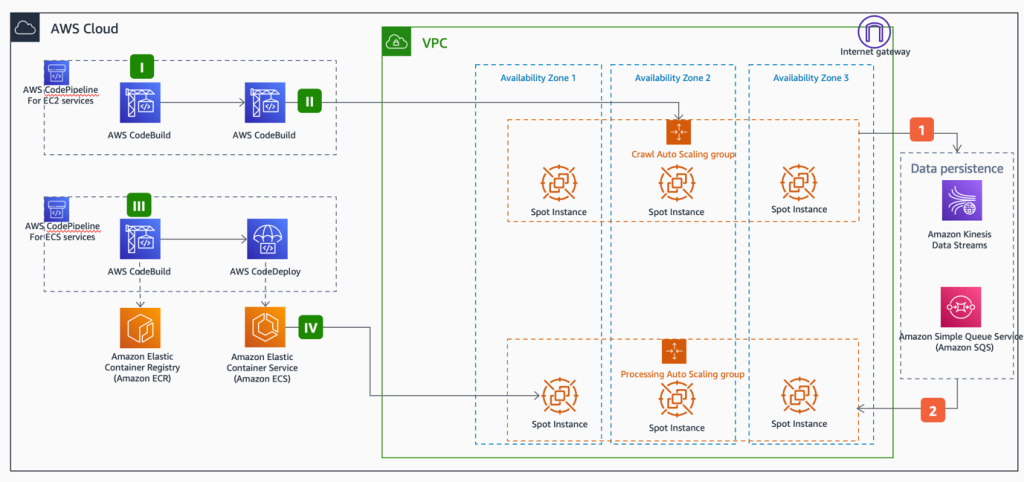 AWS Cloud
VPC
Internet gateway
I
AWS CodePipeline
For EC2 services
AWS CodeBuild
AWS CodeBuild
II
Availability Zone 1
Availability Zone 2
Availability Zone 3
Crawl Auto Scaling group
Spot Instance
Spot Instance
Spot Instance
1
Data persistence
Amazon Kinesis
Data Streams
Amazon Simple Queue Service
(Amazon SQS)
2
III
AWS CodePipeline
For ECS services
AWS CodeBuild
AWS CodeDeploy
Amazon Elastic
Container Registry
(Amazon ECR)
Amazon Elastic
Container Service
(Amazon ECS)
IV
Processing Auto Scaling group
Spot Instance
Spot Instance
Spot Instance